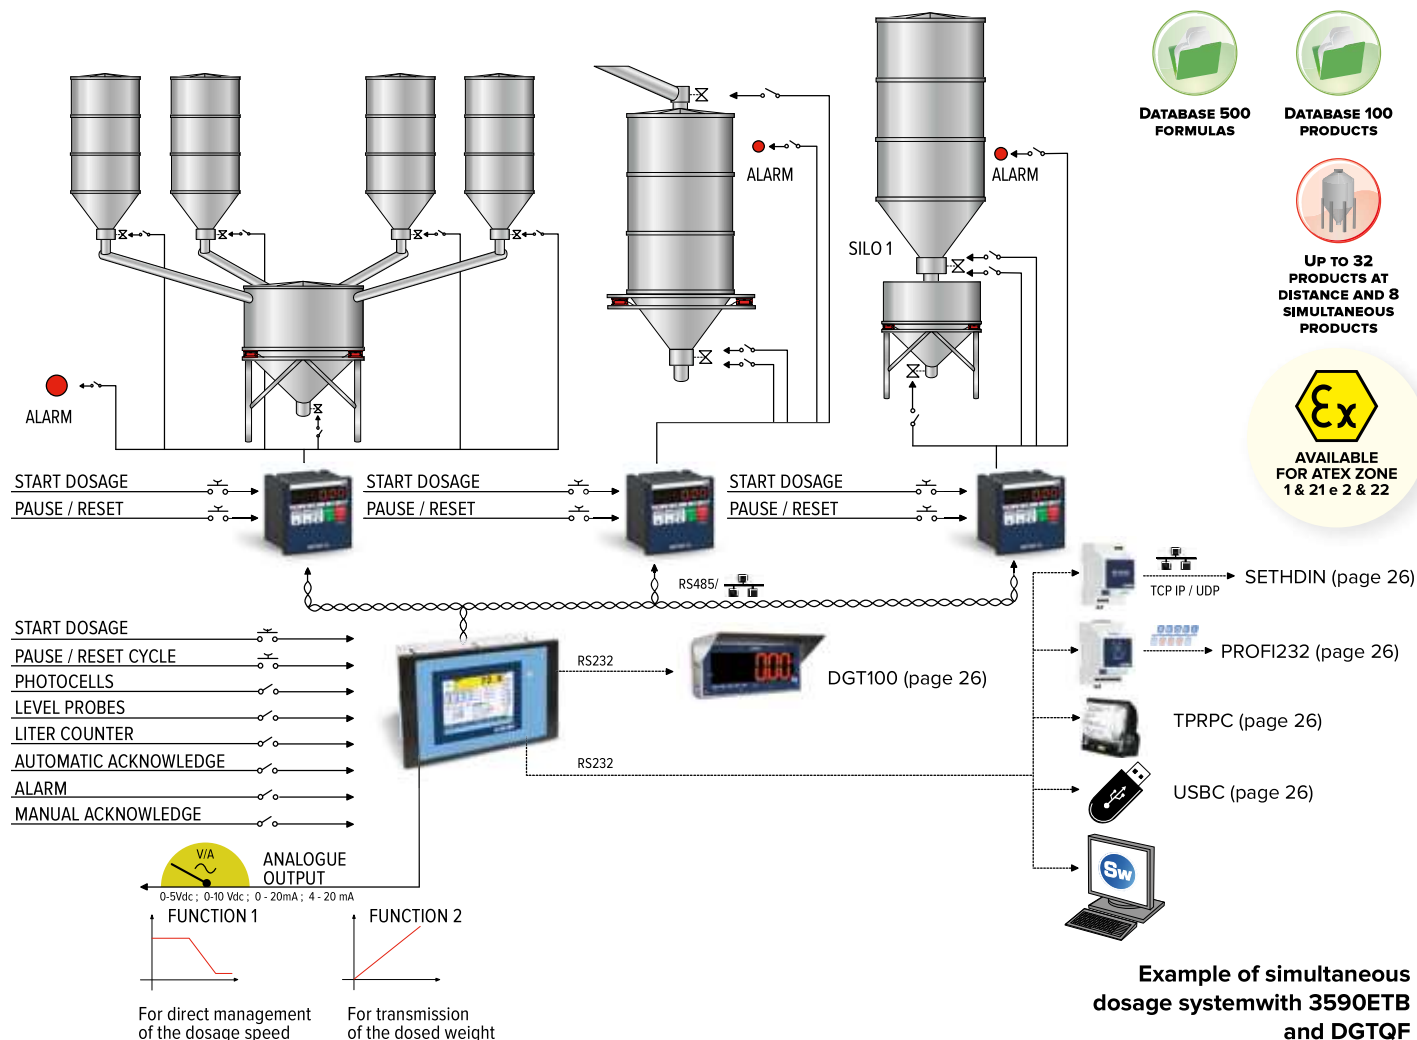 DATABASE 500
FORMULAS
DATABASE 100
PRODUCTS
ALARM
ALARM
SILO 1
UP TO 32
PRODUCTS AT
DISTANCE AND 8
SIMULTANEOUS
PRODUCTS
ALARM
Ex
AVAILABLE
FOR ATEX ZONE
1 & 21 e 2 & 22
START DOSAGE
PAUSE / RESET
START DOSAGE
PAUSE / RESET
START DOSAGE
PAUSE / RESET
RS485/
TCP IP / UDP
SETHDIN (page 26)
START DOSAGE
PAUSE / RESET CYCLE
PHOTOCELLS
LEVEL PROBES
LITER COUNTER
AUTOMATIC ACKNOWLEDGE
ALARM
MANUAL ACKNOWLEDGE
RS232
0.00
DGT100 (page 26)
PROFI232 (page 26)
TPRPC (page 26)
RS232
USBC (page 26)
Sw
V/A
ANALOGUE
OUTPUT
0-5Vdc ; 0-10 Vdc ; 0 - 20mA ; 4 - 20 mA
FUNCTION 1
FUNCTION 2
For direct management
of the dosage speed
For transmission
of the dosed weight
Example of simultaneous
dosage systemwith 3590ETB
and DGTQF